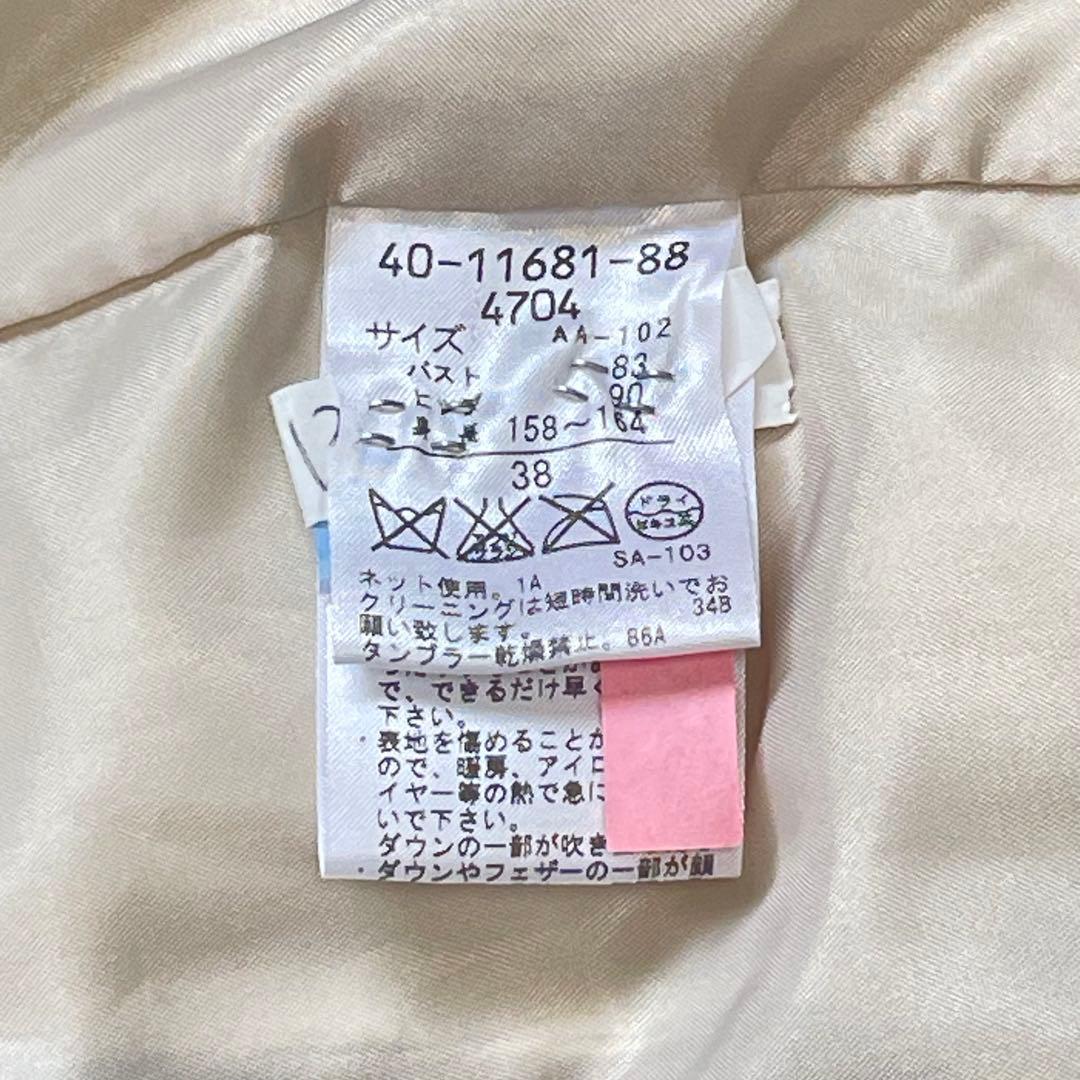 40-11681-88
4704
サイズ AA-102
バスト 83
ヒップ 90
身長 158~164
38
ドライ
セキユ系
SA-103
ネット使用。1A
クリーニングは短時間洗いでお
願い致します。 34B
タンブラー乾燥禁止。86A
で、できるだけ早く
下さい。
・表地を傷めることが
ので、暖房、アイロ
イヤー等の熱で急に
いで下さい。
ダウンの一部が吹き
・ダウンやフェザーの一部が